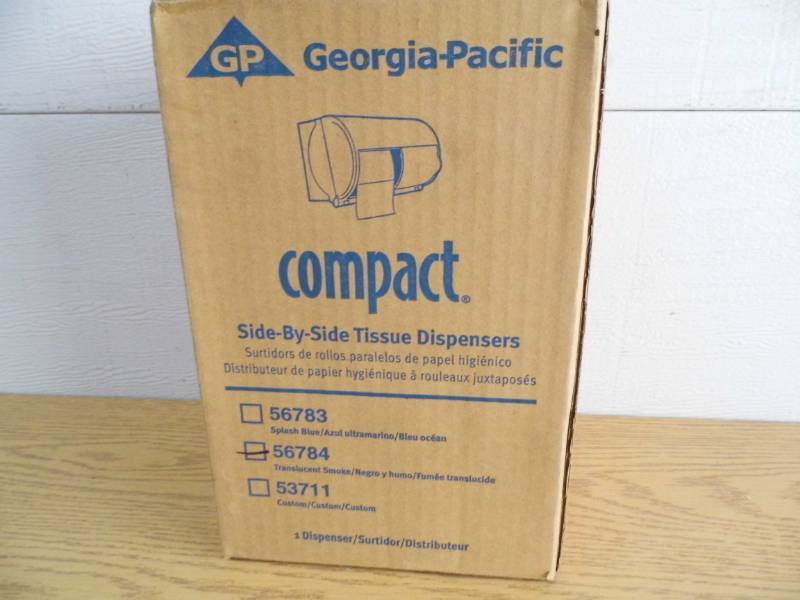 GP Georgia-Pacific
compact®
Side-By-Side Tissue Dispensers
Surtidors de rollos paralelos de papel higiénico
Distributeur de papier hygiénique à rouleaux juxtaposés
56783
Splash Blue/Azul ultramarino/Bleu océan
56784
Translucent Smoke/Negro y humo/Fumée translucide
53711
Custom/Custom/Custom
1 Dispenser/Surtidor/Distributeur